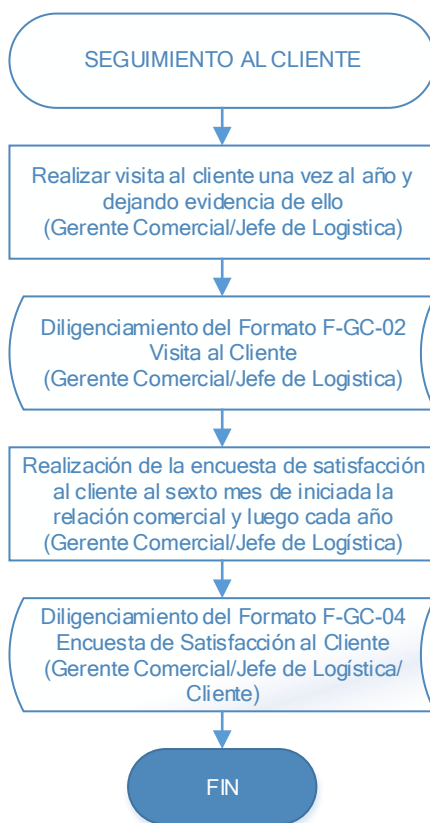 SEGUIMIENTO AL CLIENTE
Realizar visita al cliente una vez al año y
dejando evidencia de ello
(Gerente Comercial/Jefe de Logistica)
Diligenciamiento del Formato F-GC-02
Visita al Cliente
(Gerente Comercial/Jefe de Logistica)
Realización de la encuesta de satisfacción
al cliente al sexto mes de iniciada la
relación comercial y luego cada año
(Gerente Comercial/Jefe de Logística)
Diligenciamiento del Formato F-GC-04
Encuesta de Satisfacción al Cliente
(Gerente Comercial/Jefe de Logística/
Cliente)
FIN